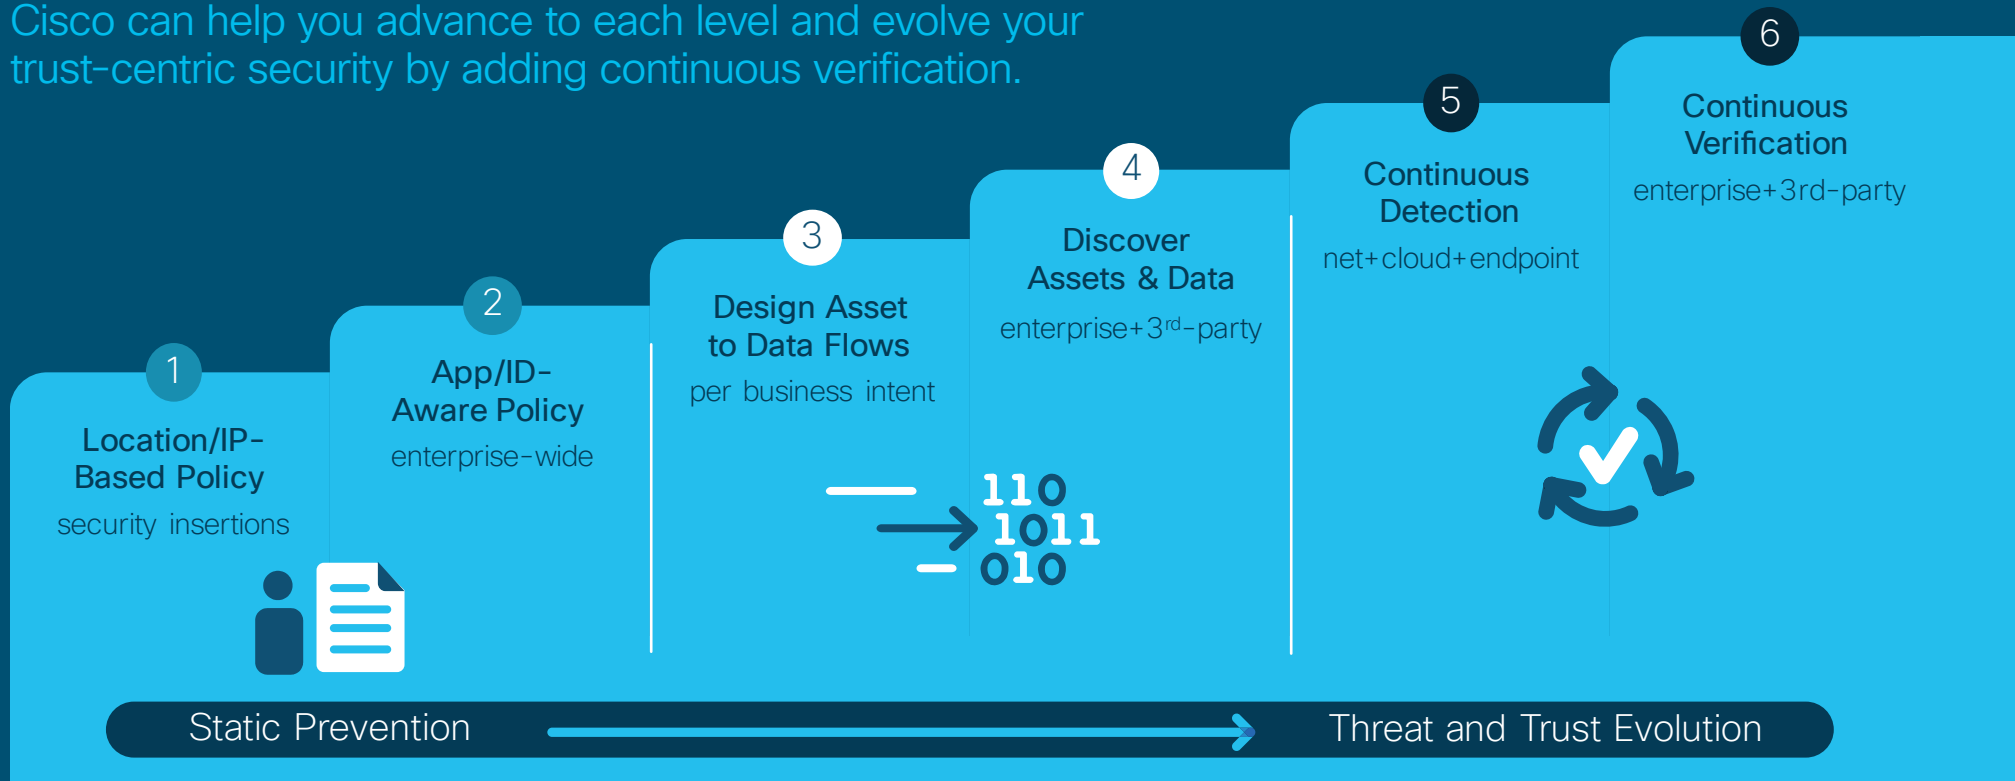 Cisco can help you advance to each level and evolve your
trust-centric security by adding continuous verification.
1
Location/IP-
Based Policy
security insertions
2
App/ID-
Aware Policy
enterprise-wide
3
Design Asset
to Data Flows
per business intent
4
Discover
Assets & Data
enterprise+3rd-party
5
Continuous
Detection
net+cloud+endpoint
6
Continuous
Verification
enterprise+3rd-party
110
1011
010
Static Prevention
Threat and Trust Evolution